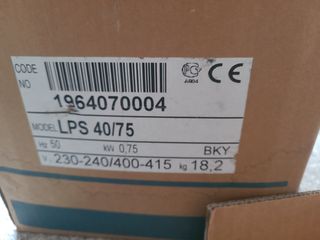 CODE
NO
1964070004
MODEL LPS 40/75
Hz 50 kW 0,75 BKY
V. 230-240/400-415 kg 18,2
CE